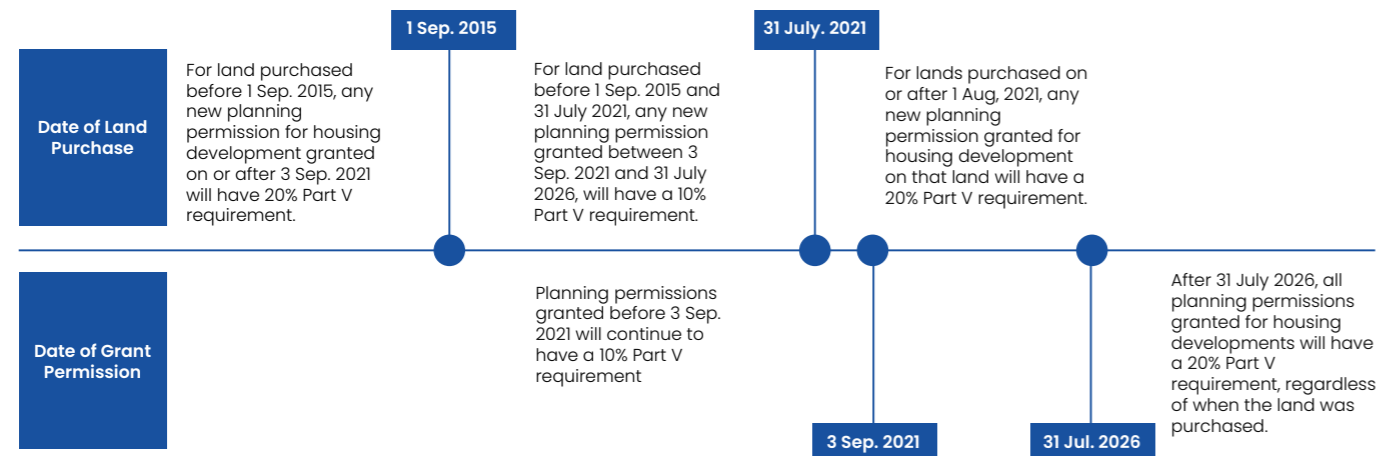 1 Sep. 2015
31 July. 2021
Date of Land
Purchase
For land purchased
before 1 Sep. 2015, any
new planning
permission for housing
development granted
on or after 3 Sep. 2021
will have 20% Part V
requirement.
For land purchased
before 1 Sep. 2015 and
31 July 2021, any new
planning permission
granted between 3
Sep. 2021 and 31 July
2026, will have a 10%
Part V requirement.
For lands purchased on
or after 1 Aug, 2021, any
new planning
permission granted for
housing development
on that land will have a
20% Part V requirement.
Date of Grant
Permission
Planning permissions
granted before 3 Sep.
2021 will continue to
have a 10% Part V
requirement
After 31 July 2026, all
planning permissions
granted for housing
developments will have
a 20% Part V
requirement, regardless
of when the land was
purchased.
3 Sep. 2021
31 Jul. 2026